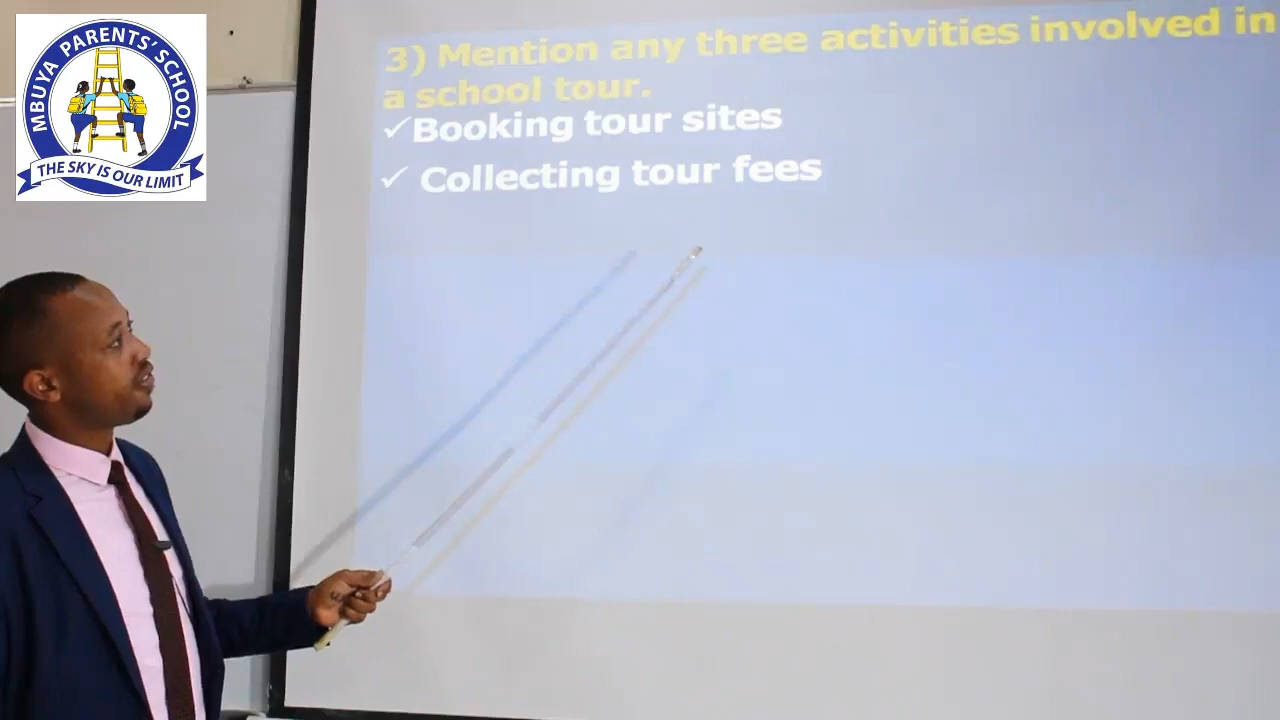 MBUYA PARENTS' SCHOOL
THE SKY IS OUR LIMIT
3) Mention any three activities involved in
a school tour.
✓Booking tour sites
✓ Collecting tour fees